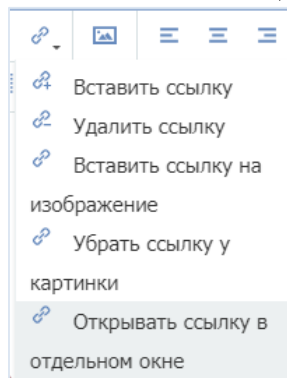 Вставить ссылку
Удалить ссылку
Вставить ссылку на
изображение
Убрать ссылку у
картинки
Открывать ссылку в
отдельном окне